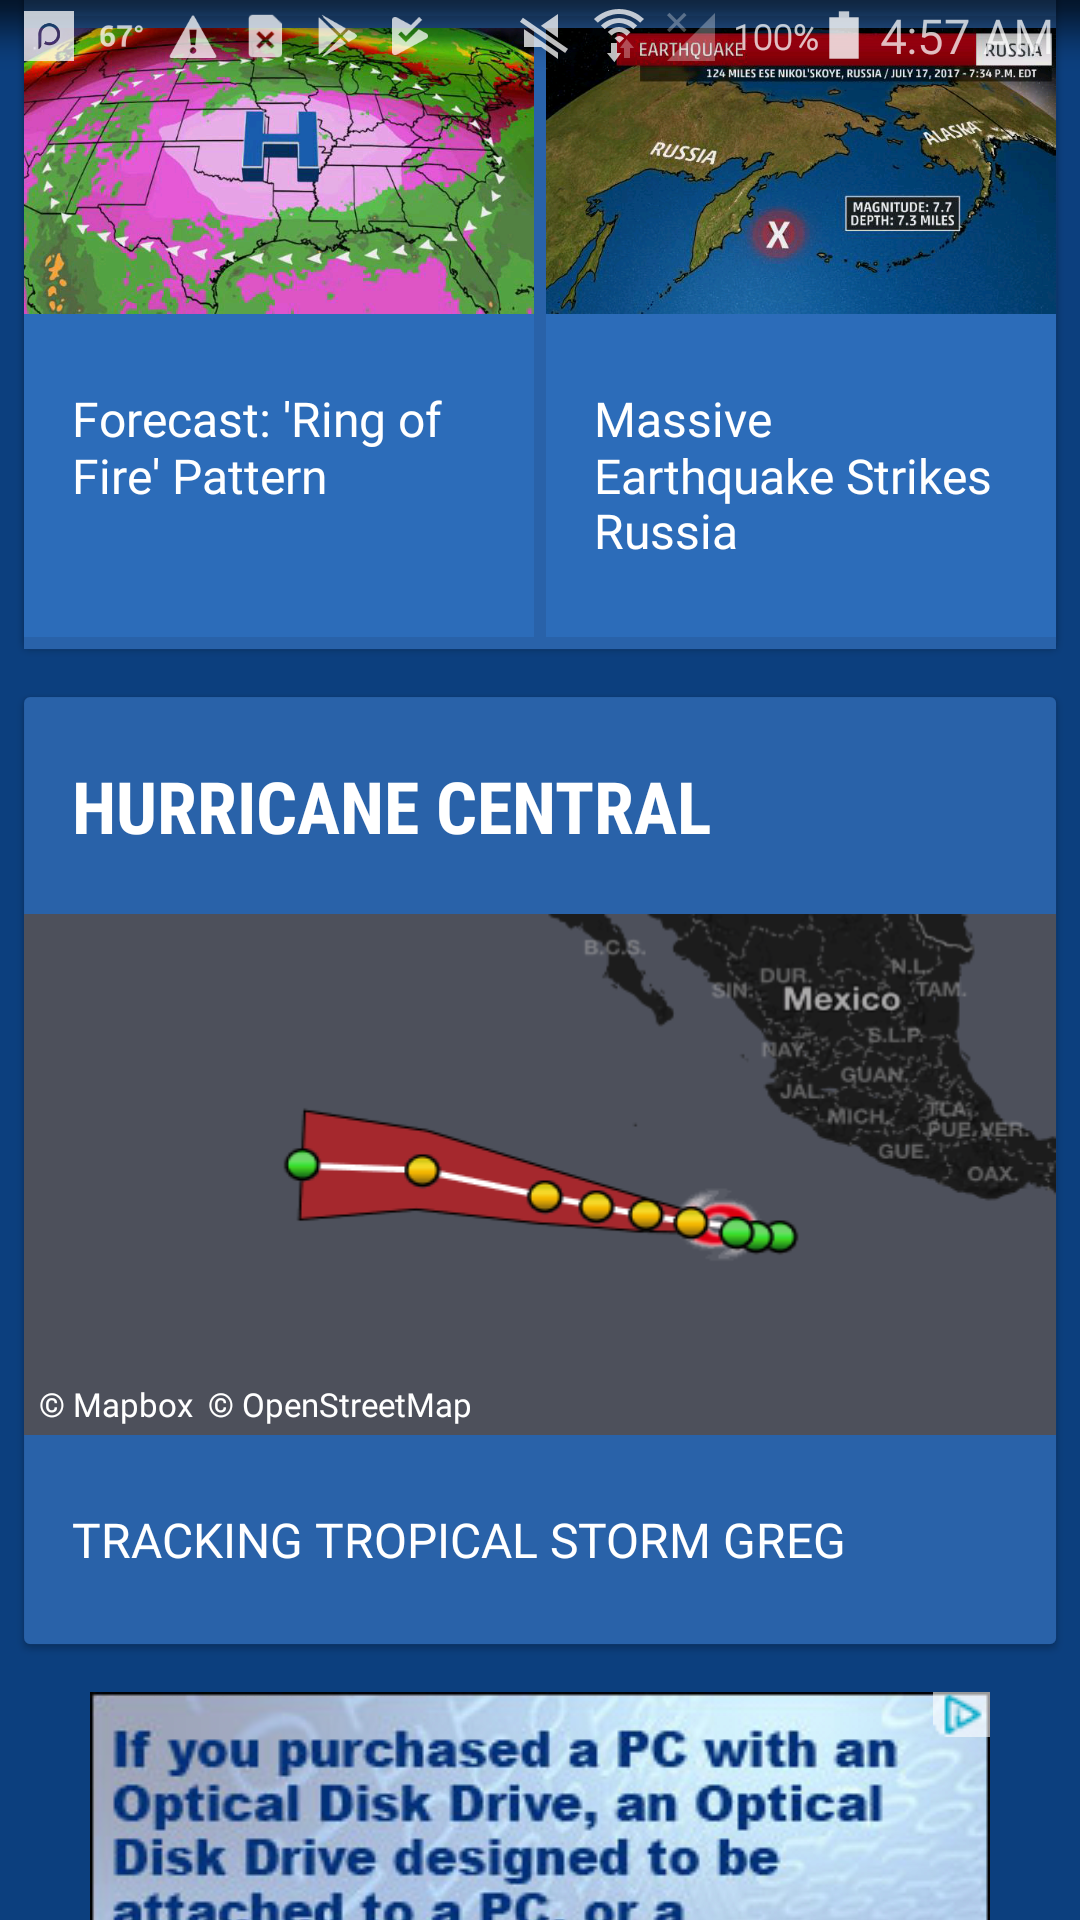 67°
100%
4:57 AM
EARTHQUAKE
RUSSIA
124 MILES ESE NIKOL'SKOYE, RUSSIA / JULY 17, 2017 - 7:34 P.M. EDT
H
RUSSIA
ALASKA
MAGNITUDE: 7.7
DEPTH: 7.3 MILES
X
Forecast: 'Ring of
Fire' Pattern
Massive
Earthquake Strikes
Russia
HURRICANE CENTRAL
B.C.S.
DUR.
N.L.
SIN.
TAM.
Mexico
S.L.P.
NAY.
GUAN.
JAL.
MICH.
TLA.
PUE.
VER.
GUE.
OAX.
© Mapbox © OpenStreetMap
TRACKING TROPICAL STORM GREG
If you purchased a PC with an
Optical Disk Drive, an Optical
Disk Drive designed to be
attached to a PC, or a